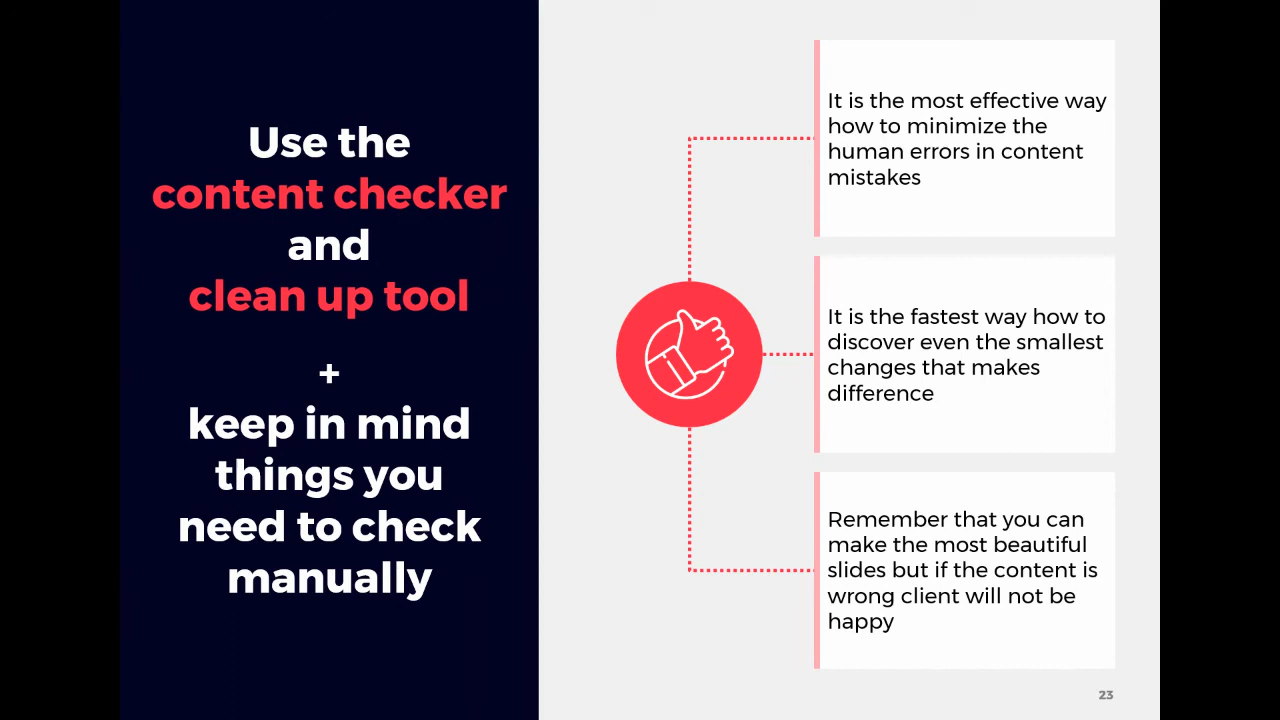 Use the
content checker
and
clean up tool
+
keep in mind
things you
need to check
manually
It is the most effective way
how to minimize the
human errors in content
mistakes
It is the fastest way how to
discover even the smallest
changes that makes
difference
Remember that you can
make the most beautiful
slides but if the content is
wrong client will not be
happy
23